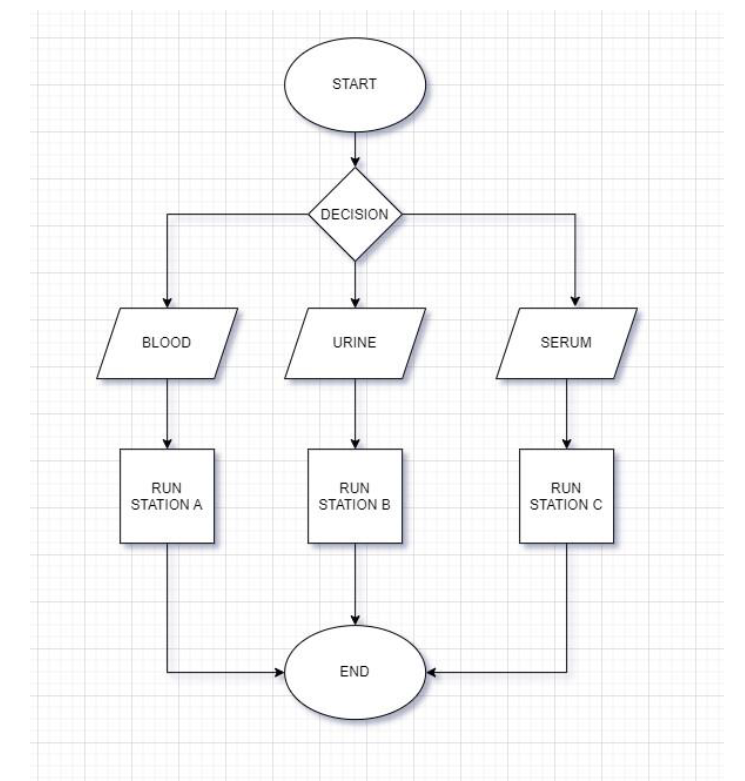 START
DECISION
BLOOD
URINE
SERUM
RUN
STATION A
RUN
STATION B
RUN
STATION C
END